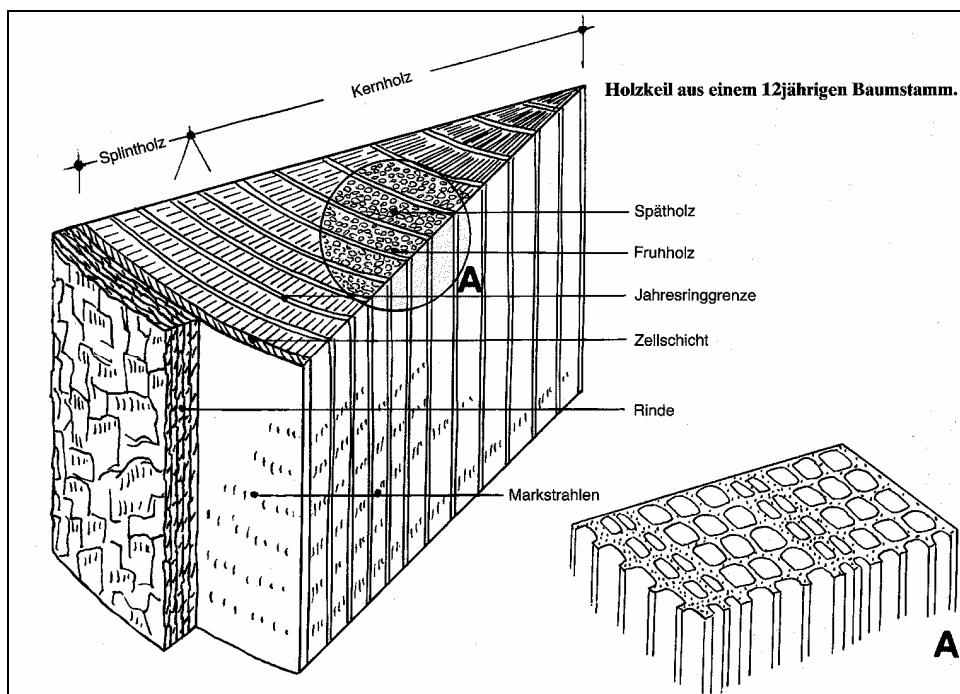 Kernholz
Splintholz
Holzkeil aus einem 12jährigen Baumstamm.
Spätholz
Fruhholz
A
Jahresringgrenze
Zellschicht
Rinde
Markstrahlen
A